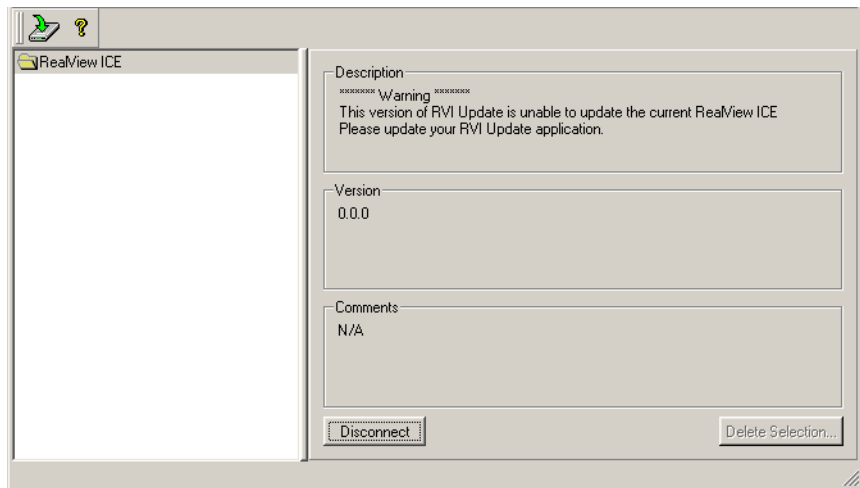 RealView ICE
Description
******* Warning *******
This version of RVI Update is unable to update the current RealView ICE
Please update your RVI Update application.
Version
0.0.0
Comments
N/A
Disconnect
Delete Selection...